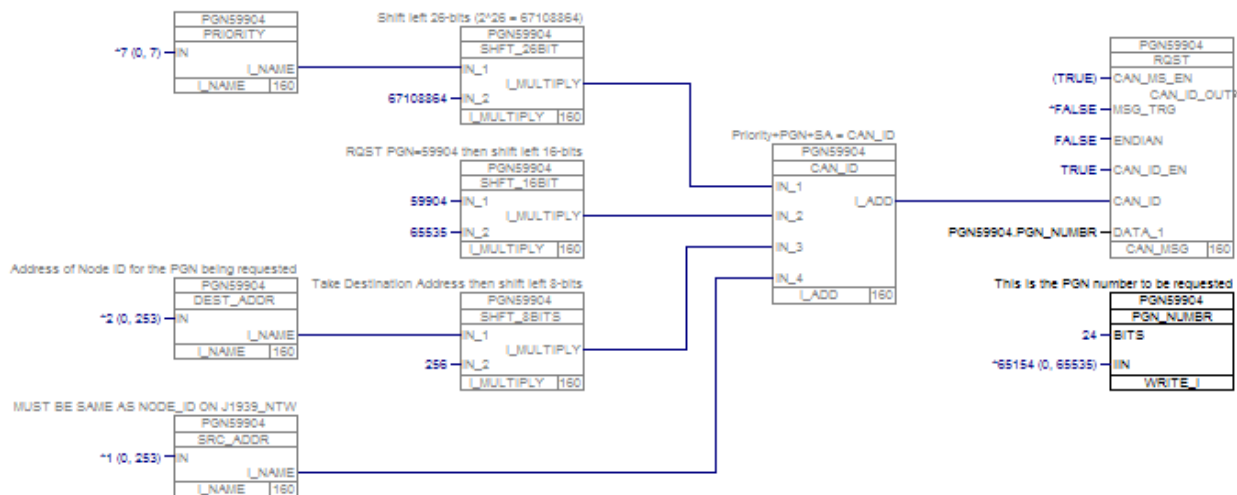 PGN59904
PRIORITY
*7 (0, 7)
IN
I_NAME
I_NAME 160
Shift left 26-bits (2^26 = 67108864)
PGN59904
SHFT_26BIT
IN_1
I_MULTIPLY
67108864
IN_2
I_MULTIPLY 160
RQST PGN=59904 then shift left 16-bits
PGN59904
SHFT_16BIT
59904
IN_1
I_MULTIPLY
65535
IN_2
I_MULTIPLY 160
Address of Node ID for the PGN being requested
PGN59904
DEST_ADDR
*2 (0, 253)
IN
I_NAME
I_NAME 160
Take Destination Address then shift left 8-bits
PGN59904
SHFT_8BITS
IN_1
I_MULTIPLY
256
IN_2
I_MULTIPLY 160
MUST BE SAME AS NODE_ID ON J1939_NTW
PGN59904
SRC_ADDR
*1 (0, 253)
IN
I_NAME
I_NAME 160
Priority+PGN+SA = CAN_ID
PGN59904
CAN_ID
IN_1
I_ADD
IN_2
IN_3
IN_4
I_ADD 160
PGN59904
RQST
(TRUE)
CAN_MS_EN
CAN_ID_OUT
*FALSE
MSG_TRG
FALSE
ENDIAN
TRUE
CAN_ID_EN
CAN_ID
PGN59904.PGN_NUMBR
DATA_1
CAN_MSG 160
This is the PGN number to be requested
PGN59904
PGN_NUMBR
24
BITS
*65154 (0, 65535)
IIN
WRITE_I